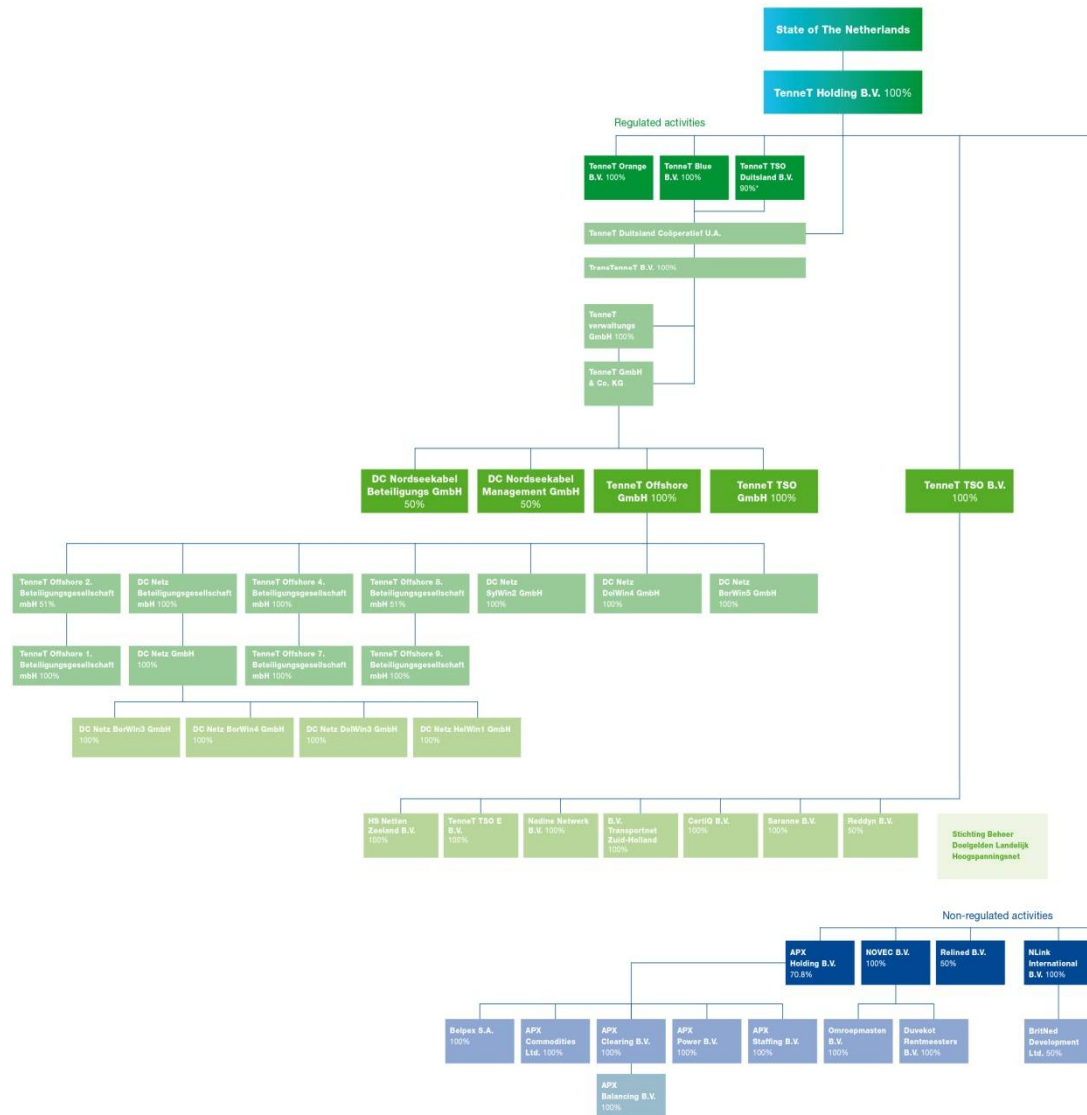 State of The Netherlands
TenneT Holding B.V. 100%
Regulated activities
TenneT Orange
B.V. 100%
TenneT Blue
B.V. 100%
TenneT TSO
Duitsland B.V.
90%*
TenneT Duitsland Coöperatief U.A.
TransTenneT B.V. 100%
TenneT
verwaltungs
GmbH 100%
TenneT GmbH
& Co. KG
DC Nordseekabel
Beteiligungs GmbH
50%
DC Nordseekabel
Management GmbH
50%
TenneT Offshore
GmbH 100%
TenneT TSO
GmbH 100%
TenneT TSO B.V.
100%
TenneT Offshore 2.
Beteiligungsgesellschaft
mbH 51%
DC Netz
Beteiligungsgesellschaft
mbH 100%
TenneT Offshore 4.
Beteiligungsgesellschaft
mbH 100%
TenneT Offshore 8.
Beteiligungsgesellschaft
mbH 51%
DC Netz
SylWin2 GmbH
100%
DC Netz
DolWin4 GmbH
100%
DC Netz
BorWin5 GmbH
100%
TenneT Offshore 1.
Beteiligungsgesellschaft
mbH 100%
DC Netz GmbH
100%
TenneT Offshore 7.
Beteiligungsgesellschaft
mbH 100%
TenneT Offshore 9.
Beteiligungsgesellschaft
mbH 100%
DC Netz BorWin3 GmbH
100%
DC Netz BorWin4 GmbH
100%
DC Netz DolWin3 GmbH
100%
DC Netz HelWin1 GmbH
100%
HS Netten
Zeeland B.V.
100%
TenneT TSO E
B.V.
100%
Nadine Netwerk
B.V. 100%
B.V.
Transportnet
Zuid-Holland
100%
CertiQ B.V.
100%
Saranne B.V.
100%
Reddyn B.V.
50%
Stichting Beheer
Doelgelden Landelijk
Hoogspanningsnet
Non-regulated activities
APX
Holding B.V.
70.8%
NOVEC B.V.
100%
Relined B.V.
50%
NLink
International
B.V. 100%
Belpex S.A.
100%
APX
Commodities
Ltd. 100%
APX
Clearing B.V.
100%
APX
Power B.V.
100%
APX
Staffing B.V.
100%
Omroepmasten
B.V.
100%
Duvekot
Rentmeesters
B.V. 100%
BritNed
Development
Ltd. 50%
APX
Balancing B.V.
100%